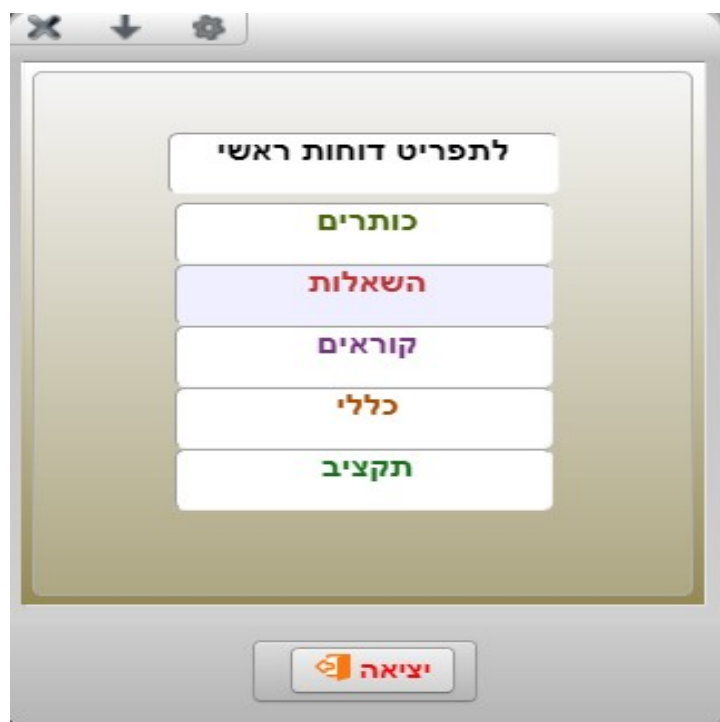 לתפריט דוחות ראשי
כותרים
השאלות
קוראים
כללי
תקציב
יציאה